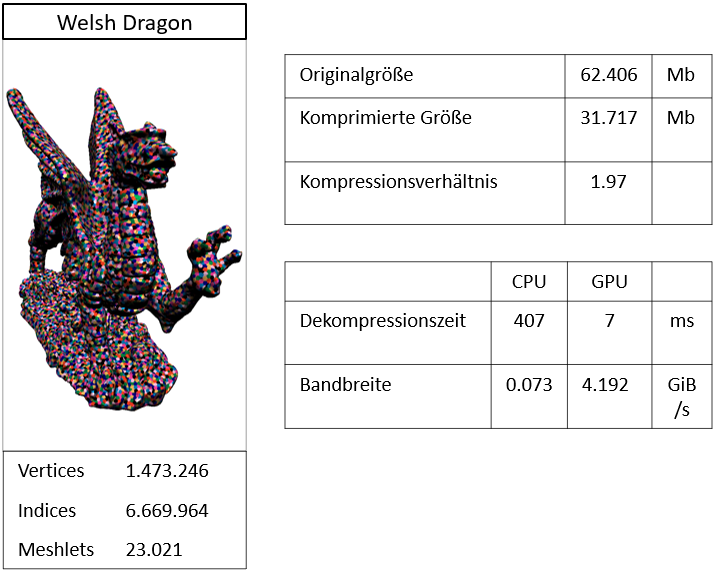 Welsh Dragon
Originalgröße 62.406 Mb
Komprimierte Größe 31.717 Mb
Kompressionsverhältnis 1.97
CPU GPU
Dekompressionszeit 407 7 ms
Bandbreite 0.073 4.192 GiB
/s
Vertices 1.473.246
Indices 6.669.964
Meshlets 23.021